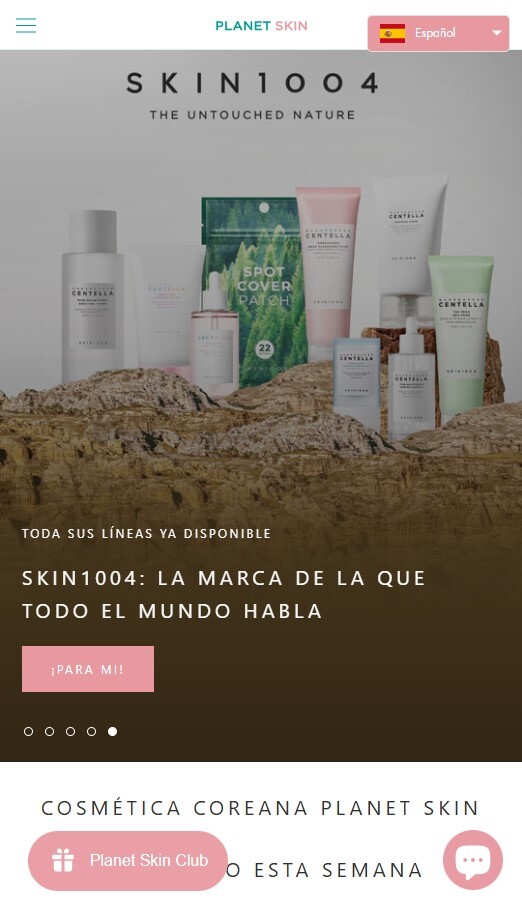 PLANET SKIN
Español
SKIN1004
THE UNTOUCHED NATURE
SPOT
COVER
PATCH
22
CENTELLA
CENTELLA
CENTELLA
CENTELLA
CENTELLA
CENTELLA
SKIN1004
TODA SUS LÍNEAS YA DISPONIBLE
SKIN1004: LA MARCA DE LA QUE
TODO EL MUNDO HABLA
¡PARA MI!
COSMÉTICA COREANA PLANET SKIN
Planet Skin Club
O ESTA SEMANA